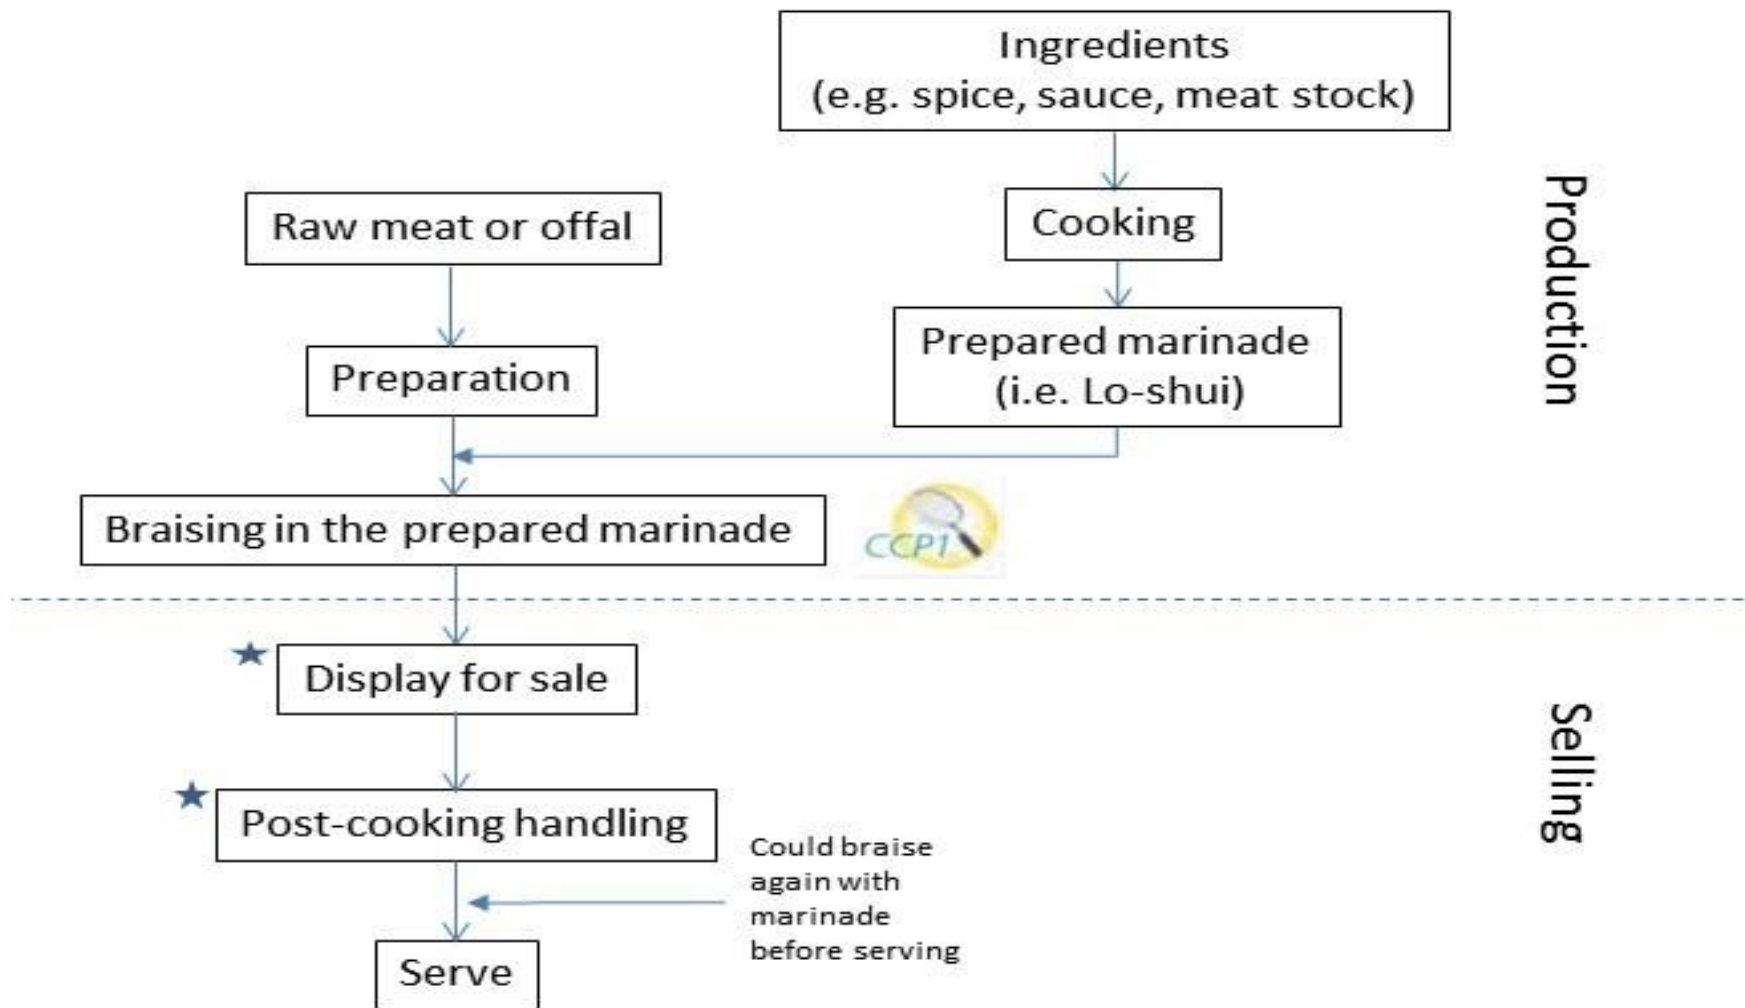 Ingredients
(e.g. spice, sauce, meat stock)
Raw meat or offal
Cooking
Preparation
Prepared marinade
(i.e. Lo-shui)
Production
Braising in the prepared marinade
CCP1
Display for sale
Post-cooking handling
Selling
Could braise
again with
marinade
before serving
Serve